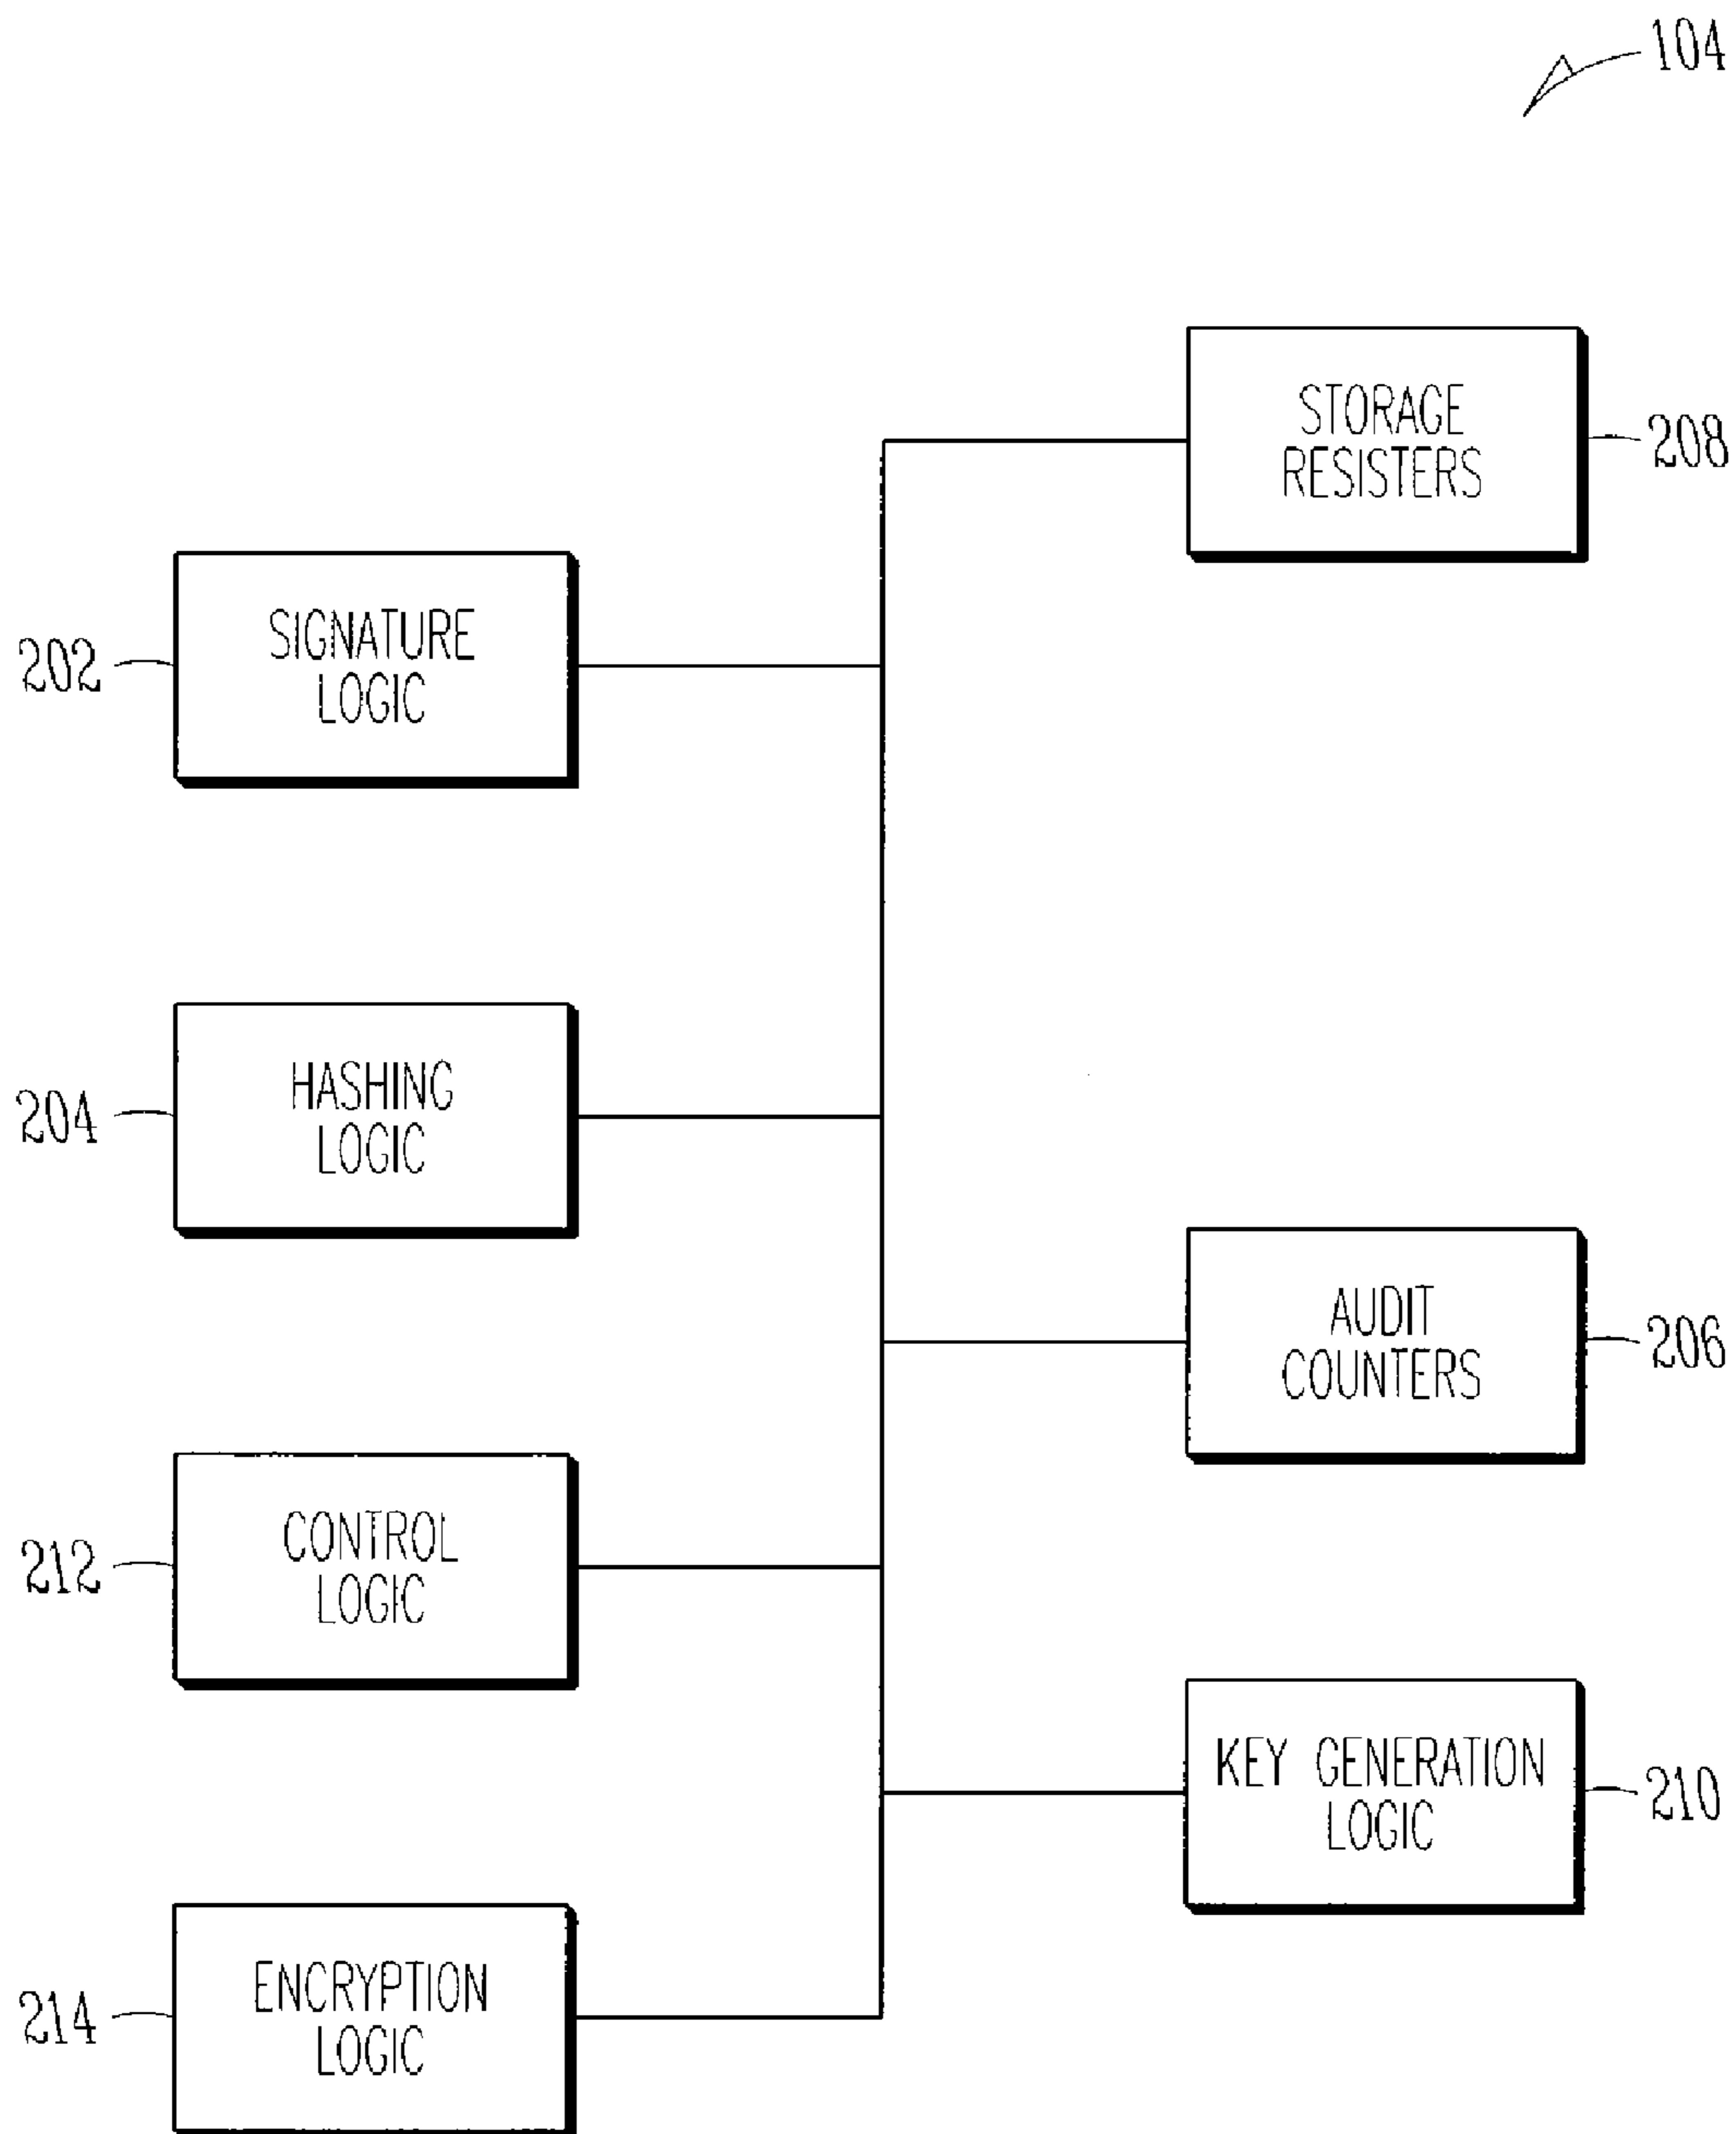 104
STORAGE
RESISTERS
208
SIGNATURE
LOGIC
202
HASHING
LOGIC
204
AUDIT
COUNTERS
206
CONTROL
LOGIC
212
KEY GENERATION
LOGIC
210
ENCRYPTION
LOGIC
214